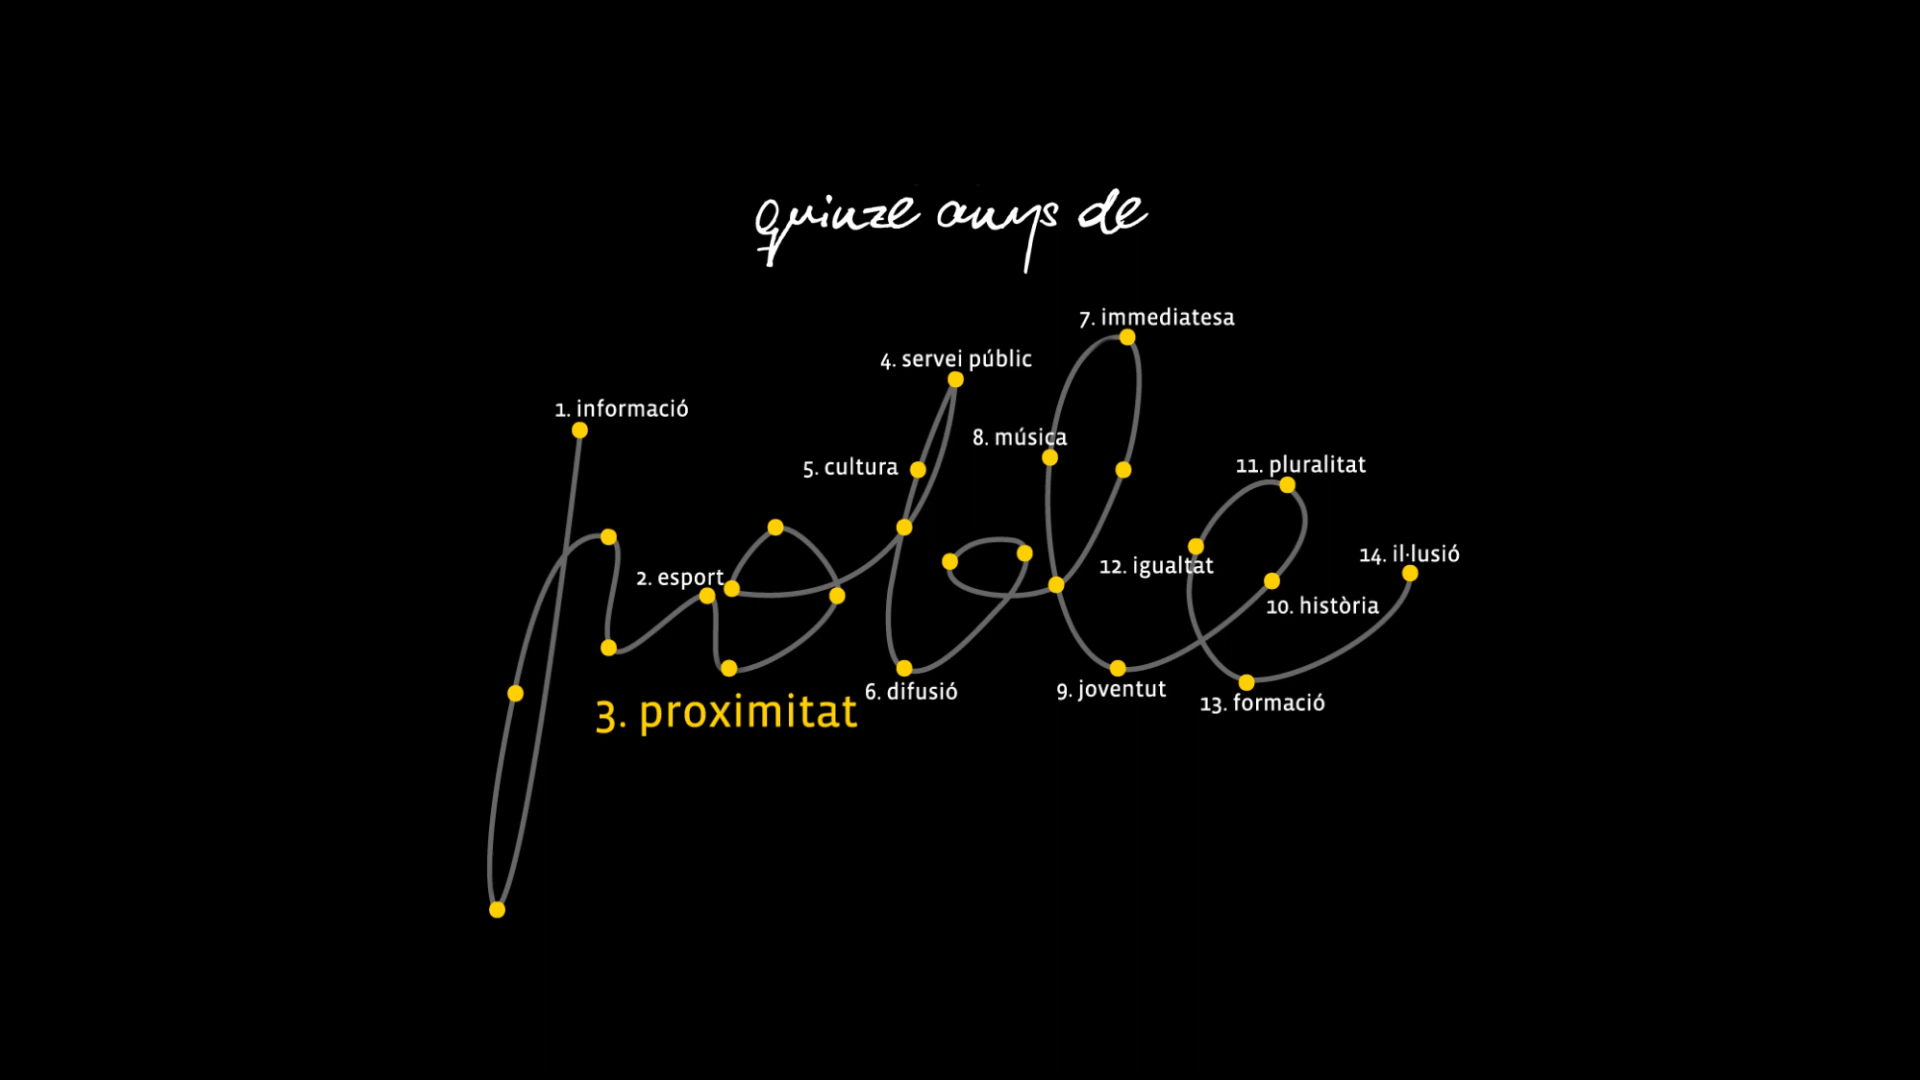 quinze anys de
poble
1. informació
2. esport
3. proximitat
4. servei públic
5. cultura
6. difusió
7. immediatesa
8. música
9. joventut
10. història
11. pluralitat
12. igualtat
13. formació
14. il·lusió